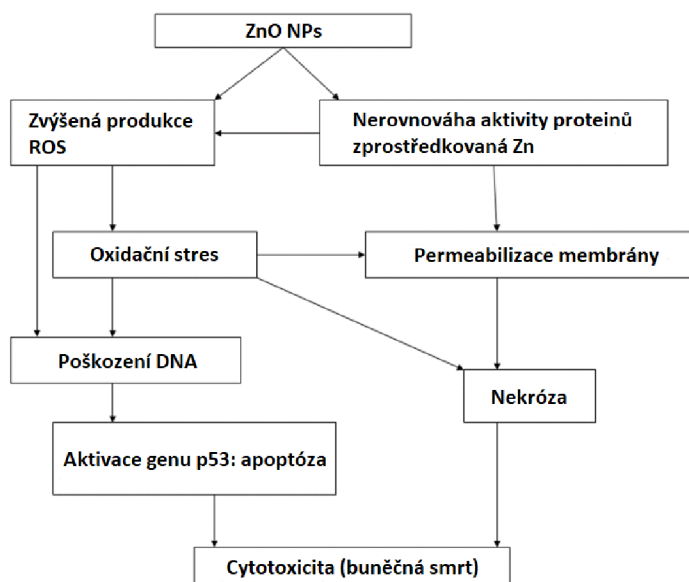 ZnO NPs
Zvýšená produkce
ROS
Nerovnováha aktivity proteinů
zprostředkovaná Zn
Oxidační stres
Permeabilizace membrány
Poškození DNA
Nekróza
Aktivace genu p53: apoptóza
Cytotoxicita (buněčná smrt)